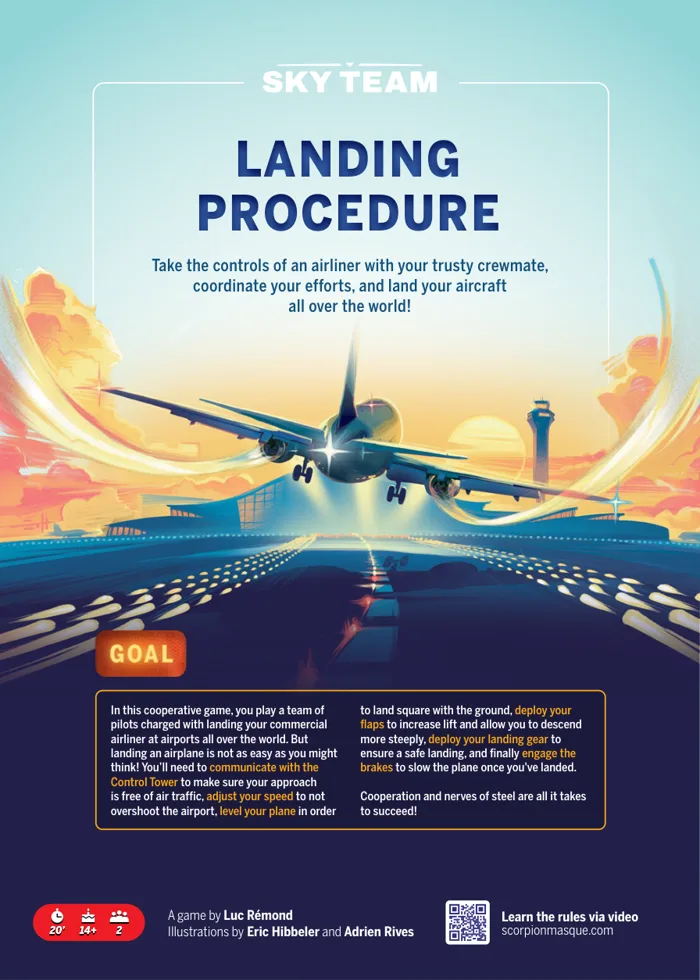 SKY TEAM
LANDING
PROCEDURE
Take the controls of an airliner with your trusty crewmate,
coordinate your efforts, and land your aircraft
all over the world!
GOAL
In this cooperative game, you play a team of
pilots charged with landing your commercial
airliner at airports all over the world. But
landing an airplane is not as easy as you might
think! You’ll need to communicate with the
Control Tower to make sure your approach
is free of air traffic, adjust your speed to not
overshoot the airport, level your plane in order
to land square with the ground, deploy your
flaps to increase lift and allow you to descend
more steeply, deploy your landing gear to
ensure a safe landing, and finally engage the
brakes to slow the plane once you’ve landed.
Cooperation and nerves of steel are all it takes
to succeed!
20’ 14+ 2
A game by Luc Rémond
Illustrations by Eric Hibbeler and Adrien Rives
Learn the rules via video
scorpionmasque.com